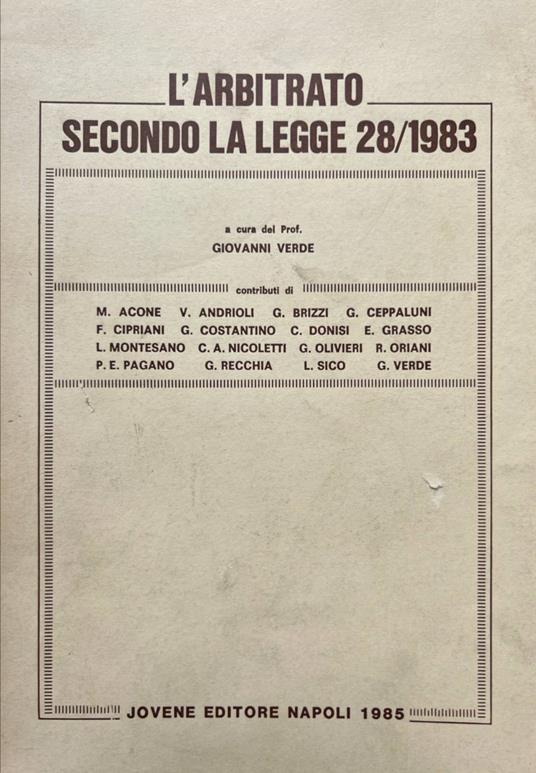 L'ARBITRATO
SECONDO LA LEGGE 28/1983
a cura del Prof.
GIOVANNI VERDE
contributi di
M. ACONE V. ANDRIOLI G. BRIZZI G. CEPPALUNI
F. CIPRIANI G. COSTANTINO C. DONISI E. GRASSO
L. MONTESANO C. A. NICOLETTI G. OLIVIERI R. ORIANI
P. E. PAGANO G. RECCHIA L. SICO G. VERDE
JOVENE EDITORE NAPOLI 1985